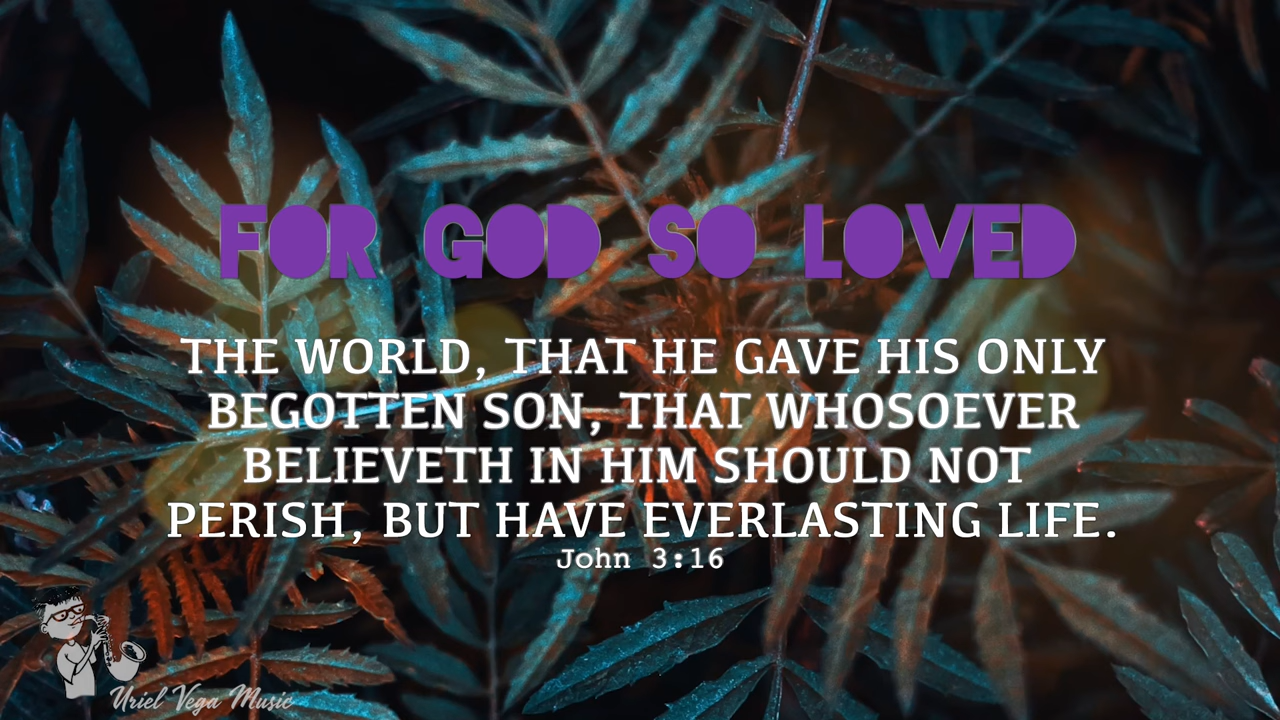 FOR GOD SO LOVED
THE WORLD, THAT HE GAVE HIS ONLY
BEGOTTEN SON, THAT WHOSOEVER
BELIEVETH IN HIM SHOULD NOT
PERISH, BUT HAVE EVERLASTING LIFE.
John 3:16
Uriel Vega Music